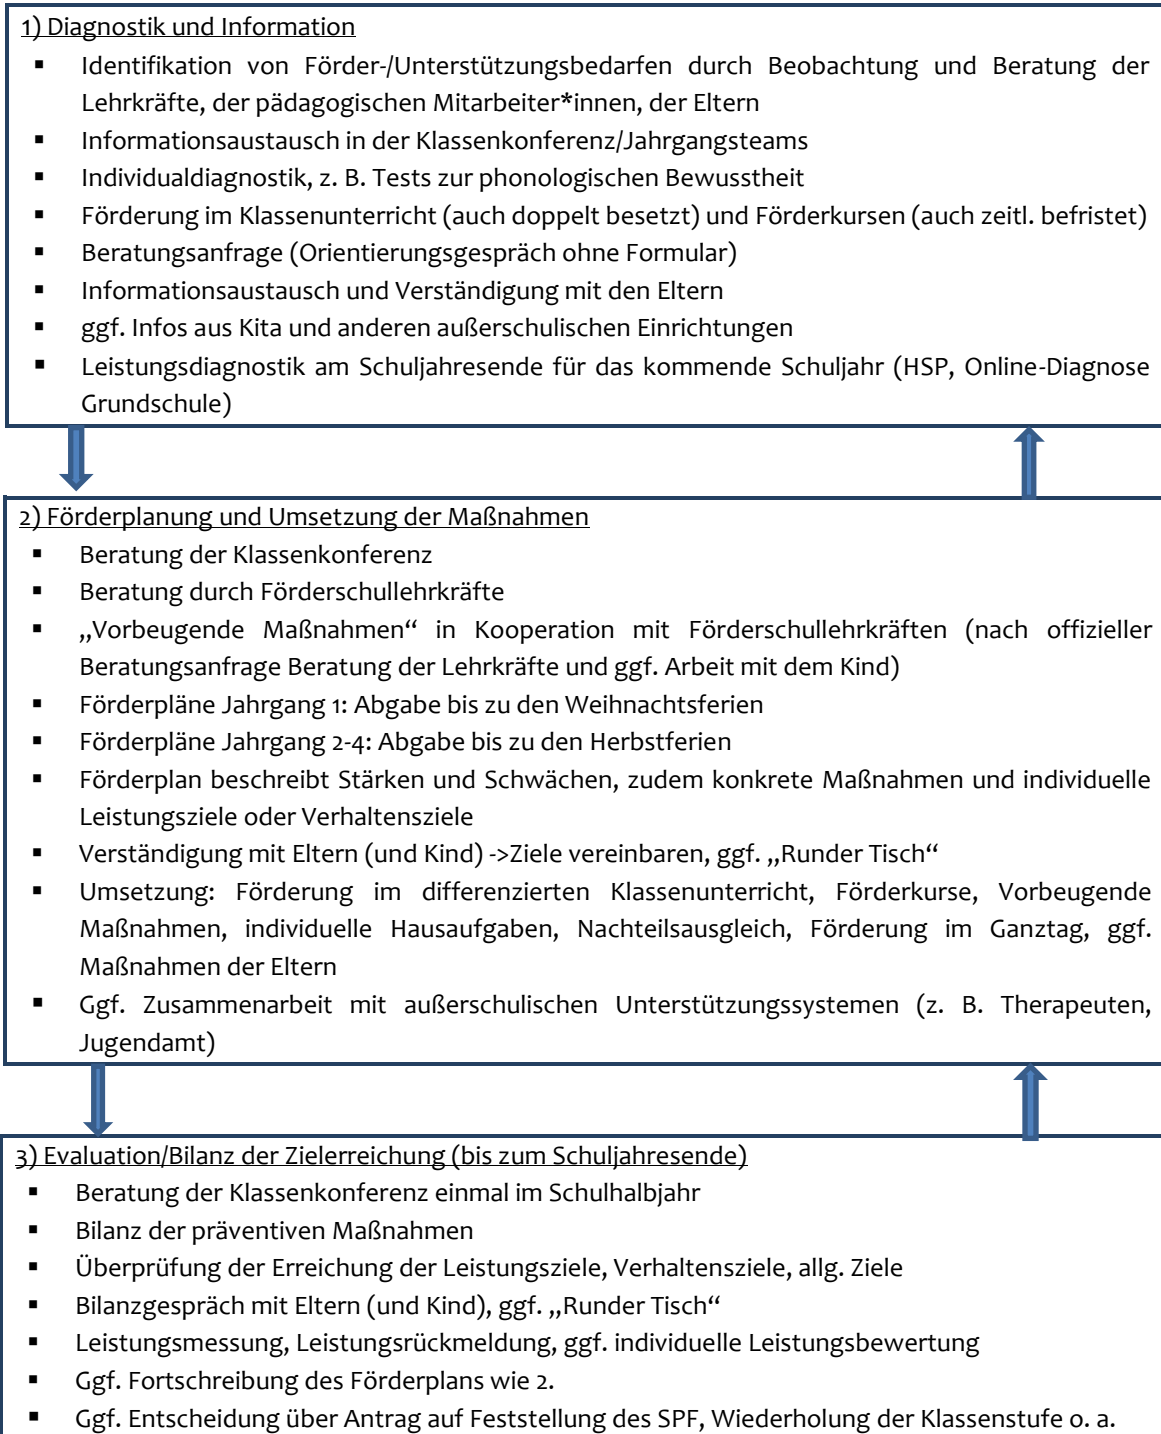 1) Diagnostik und Information
▪ Identifikation von Förder-/Unterstützungsbedarfen durch Beobachtung und Beratung der
Lehrkräfte, der pädagogischen Mitarbeiter*innen, der Eltern
▪ Informationsaustausch in der Klassenkonferenz/Jahrgangsteams
▪ Individualdiagnostik, z. B. Tests zur phonologischen Bewusstheit
▪ Förderung im Klassenunterricht (auch doppelt besetzt) und Förderkursen (auch zeitl. befristet)
▪ Beratungsanfrage (Orientierungsgespräch ohne Formular)
▪ Informationsaustausch und Verständigung mit den Eltern
▪ ggf. Infos aus Kita und anderen außerschulischen Einrichtungen
▪ Leistungsdiagnostik am Schuljahresende für das kommende Schuljahr (HSP, Online-Diagnose
Grundschule)
2) Förderplanung und Umsetzung der Maßnahmen
▪ Beratung der Klassenkonferenz
▪ Beratung durch Förderschullehrkräfte
▪ „Vorbeugende Maßnahmen“ in Kooperation mit Förderschullehrkräften (nach offizieller
Beratungsanfrage Beratung der Lehrkräfte und ggf. Arbeit mit dem Kind)
▪ Förderpläne Jahrgang 1: Abgabe bis zu den Weihnachtsferien
▪ Förderpläne Jahrgang 2-4: Abgabe bis zu den Herbstferien
▪ Förderplan beschreibt Stärken und Schwächen, zudem konkrete Maßnahmen und individuelle
Leistungsziele oder Verhaltensziele
▪ Verständigung mit Eltern (und Kind) ->Ziele vereinbaren, ggf. „Runder Tisch“
▪ Umsetzung: Förderung im differenzierten Klassenunterricht, Förderkurse, Vorbeugende
Maßnahmen, individuelle Hausaufgaben, Nachteilsausgleich, Förderung im Ganztag, ggf.
Maßnahmen der Eltern
▪ Ggf. Zusammenarbeit mit außerschulischen Unterstützungssystemen (z. B. Therapeuten,
Jugendamt)
3) Evaluation/Bilanz der Zielerreichung (bis zum Schuljahresende)
▪ Beratung der Klassenkonferenz einmal im Schulhalbjahr
▪ Bilanz der präventiven Maßnahmen
▪ Überprüfung der Erreichung der Leistungsziele, Verhaltensziele, allg. Ziele
▪ Bilanzgespräch mit Eltern (und Kind), ggf. „Runder Tisch“
▪ Leistungsmessung, Leistungsrückmeldung, ggf. individuelle Leistungsbewertung
▪ Ggf. Fortschreibung des Förderplans wie 2.
▪ Ggf. Entscheidung über Antrag auf Feststellung des SPF, Wiederholung der Klassenstufe o. a.